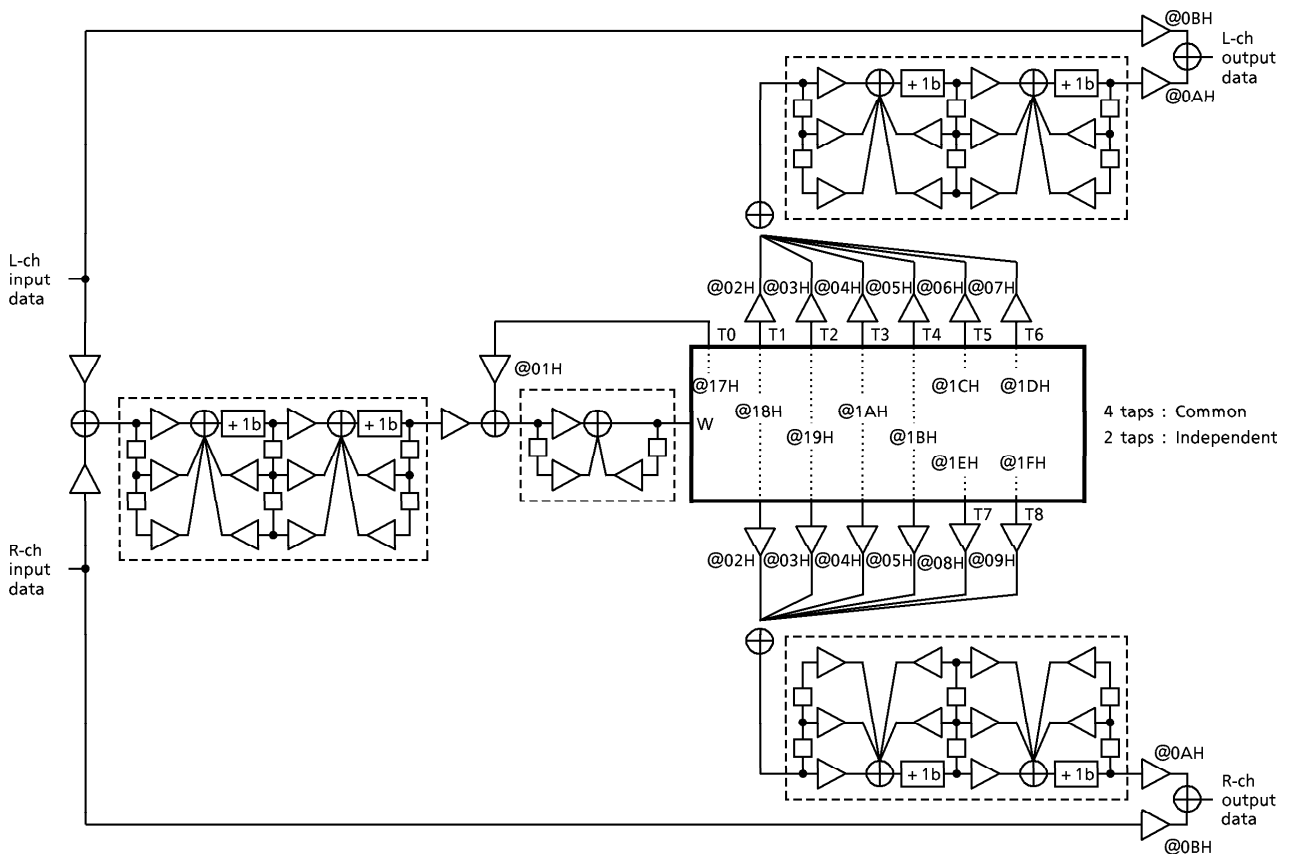 @0BH
L-ch
output
data
+1b
+1b
@0AH
L-ch
input
data
@02H @03H @04H @05H @06H @07H
T0 T1 T2 T3 T4 T5 T6
@01H
@17H
@1CH
@1DH
@18H
@1AH
4 taps : Common
+1b
+1b
W
@19H
@1BH
2 taps : Independent
@1EH
@1FH
T7 T8
R-ch
input
data
@02H @03H @04H @05H @08H @09H
@0AH
+1b
+1b
R-ch
output
data
@0BH